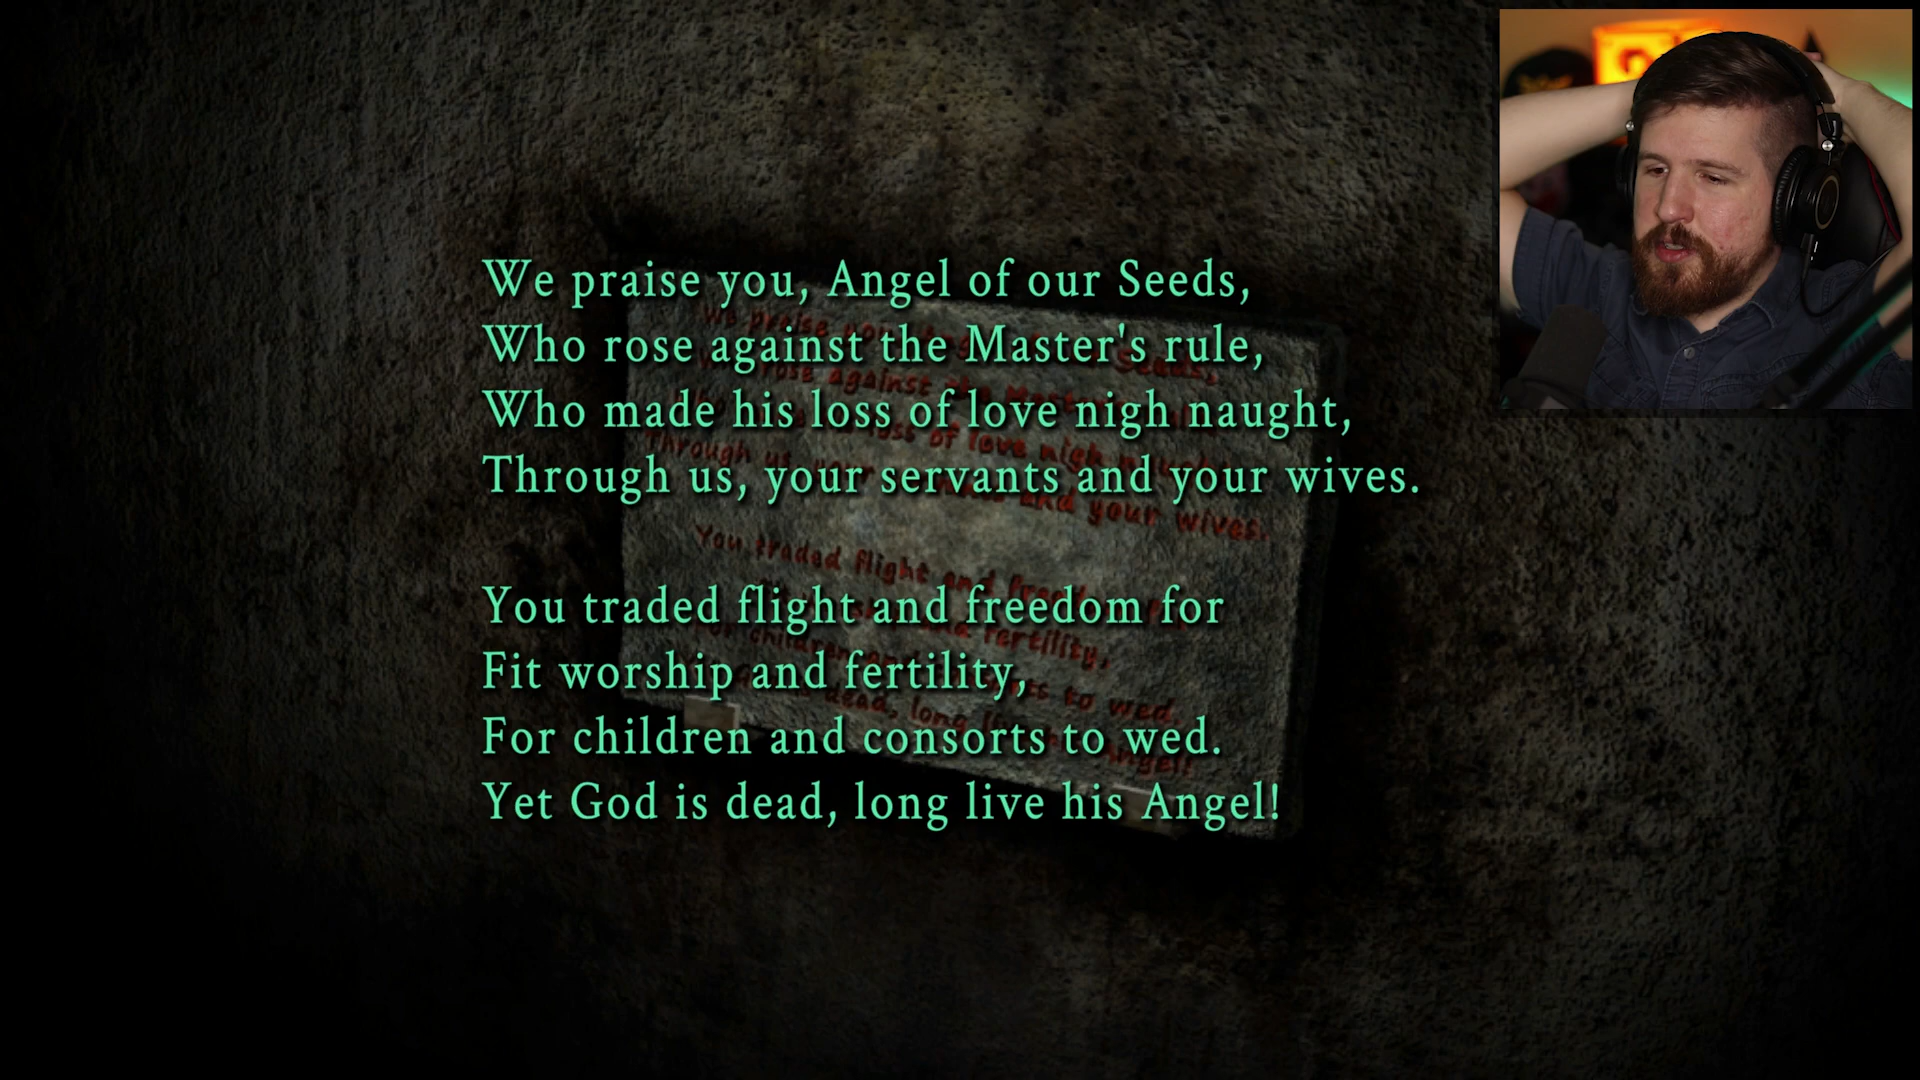 We praise you, Angel of our Seeds,
Who rose against the Master's rule,
Who made his loss of love nigh naught,
Through us, your servants and your wives.
You traded flight and freedom for
Fit worship and fertility,
For children and consorts to wed.
Yet God is dead, long live his Angel!